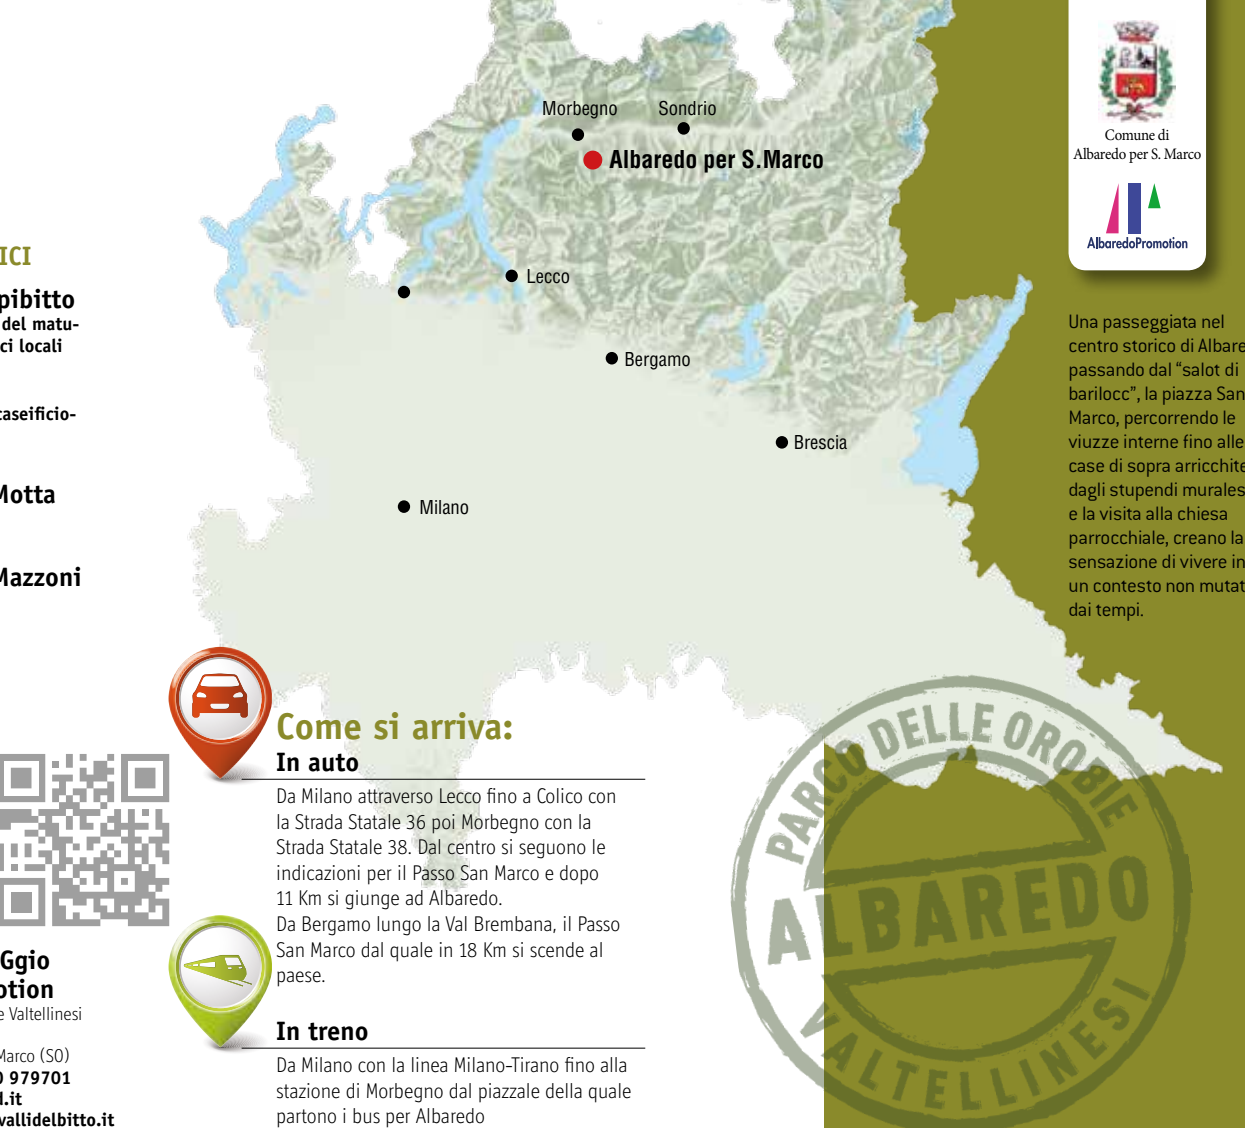 Morbegno
Sondrio
Albaredo per S.Marco
Lecco
Bergamo
Brescia
Milano
Comune di
Albaredo per S. Marco
AlbaredoPromotion
Una passeggiata nel
centro storico di Albare
passando dal “salot di
barilocc”, la piazza San
Marco, percorrendo le
viuzze interne fino alle
case di sopra arricchite
dagli stupendi murales
e la visita alla chiesa
parrocchiale, creano la
sensazione di vivere in
un contesto non mutat
dai tempi.
ICI
pibitto
del matu-
ci locali
caseificio-
Motta
Mazzoni
Ggio
otion
e Valtellinesi
Marco (SO)
0 979701
d.it
vallidelbitto.it
Come si arriva:
In auto
Da Milano attraverso Lecco fino a Colico con
la Strada Statale 36 poi Morbegno con la
Strada Statale 38. Dal centro si seguono le
indicazioni per il Passo San Marco e dopo
11 Km si giunge ad Albaredo.
Da Bergamo lungo la Val Brembana, il Passo
San Marco dal quale in 18 Km si scende al
paese.
In treno
Da Milano con la linea Milano-Tirano fino alla
stazione di Morbegno dal piazzale della quale
partono i bus per Albaredo
PARCO DELLE OROBIE
ALBAREDO
VALTELLINESI